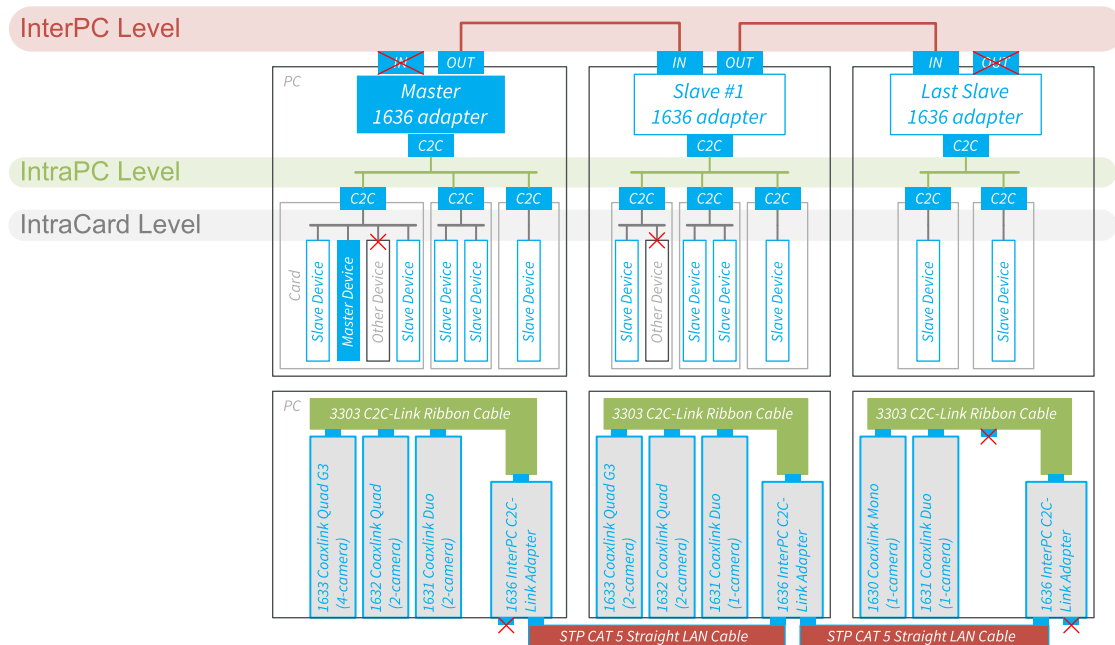 InterPC Level
IN
OUT
IN
OUT
IN
OUT
PC
Master
1636 adapter
Slave #1
1636 adapter
Last Slave
1636 adapter
C2C
C2C
C2C
IntraPC Level
C2C
C2C
C2C
C2C
C2C
C2C
C2C
C2C
IntraCard Level
Card
Slave Device
Master Device
Other Device
Slave Device
Slave Device
Slave Device
Slave Device
Slave Device
Other Device
Slave Device
Slave Device
Slave Device
Slave Device
Slave Device
PC
3303 C2C-Link Ribbon Cable
3303 C2C-Link Ribbon Cable
3303 C2C-Link Ribbon Cable
1633 Coaxlink Quad G3
(4-camera)
1632 Coaxlink Quad
(2-camera)
1631 Coaxlink Duo
(2-camera)
1636 InterPC C2C-
Link Adapter
1633 Coaxlink Quad G3
(2-camera)
1632 Coaxlink Quad
(2-camera)
1631 Coaxlink Duo
(1-camera)
1636 InterPC C2C-
Link Adapter
1630 Coaxlink Mono
(1-camera)
1631 Coaxlink Duo
(1-camera)
1636 InterPC C2C-
Link Adapter
STP CAT 5 Straight LAN Cable
STP CAT 5 Straight LAN Cable